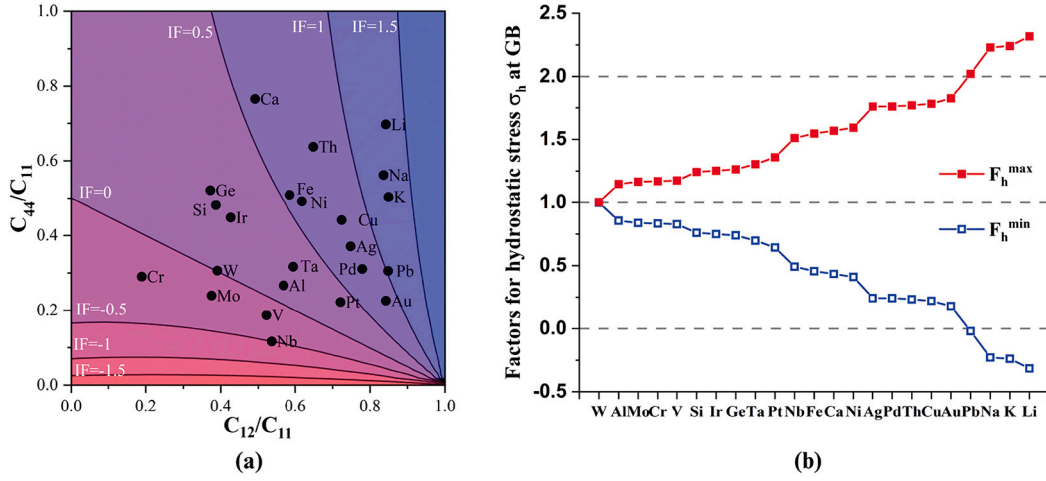 IF=0.5
IF=1
IF=1.5
1.0
0.8
0.6
0.4
0.2
0.0
C44/C11
Ca
Li
Th
Na
K
Ge
Fe
Si
Ni
Ir
Cu
IF=0
Ag
Cr
W
Ta
Pd
Pb
Mo
Al
Pt
Au
V
Nb
IF=-0.5
IF=-1
IF=-1.5
0.0 0.2 0.4 0.6 0.8 1.0
C12/C11
(a)
Factors for hydrostatic stress σh at GB
2.5
2.0
1.5
1.0
0.5
0.0
-0.5
Fh max
Fh min
W Al Mo Cr V Si Ir Ge Ta Pt Nb Fe Ca Ni Ag Pd Th Cu Au Pb Na K Li
(b)